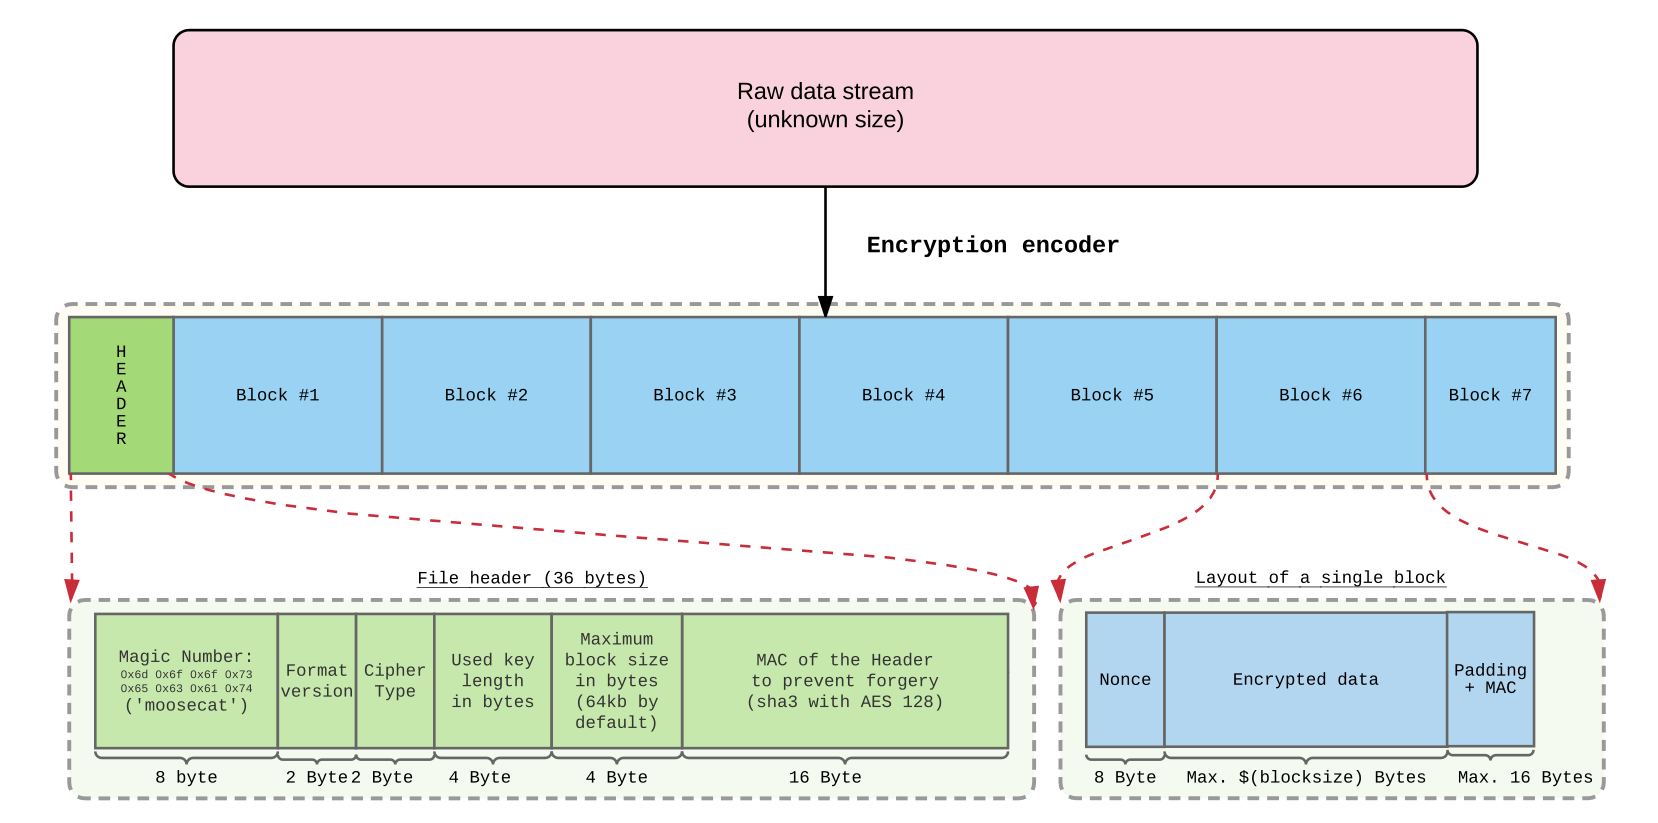 Raw data stream
(unknown size)
Encryption encoder
H
E
A
D
E
R
Block #1
Block #2
Block #3
Block #4
Block #5
Block #6
Block #7
File header (36 bytes)
Magic Number:
0x6d 0x6f 0x6f 0x73
0x65 0x63 0x61 0x74
('moosecat')
Format
version
Cipher
Type
Used key
length
in bytes
Maximum
block size
in bytes
(64kb by
default)
MAC of the Header
to prevent forgery
(sha3 with AES 128)
8 byte
2 Byte
2 Byte
4 Byte
4 Byte
16 Byte
Layout of a single block
Nonce
Encrypted data
Padding
+ MAC
8 Byte
Max. $(blocksize) Bytes
Max. 16 Bytes